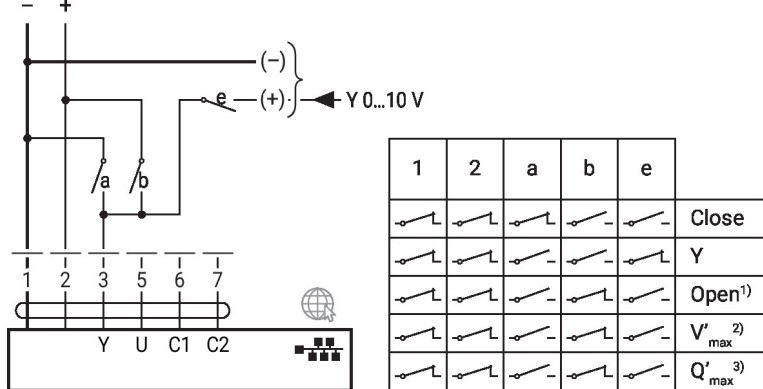 − +
(−)
e (+) Y 0...10 V
a b
1 2 3 5 6 7
Y U C1 C2
1 2 a b e
Close
Y
Open¹⁾
V'max ²⁾
Q'max ³⁾